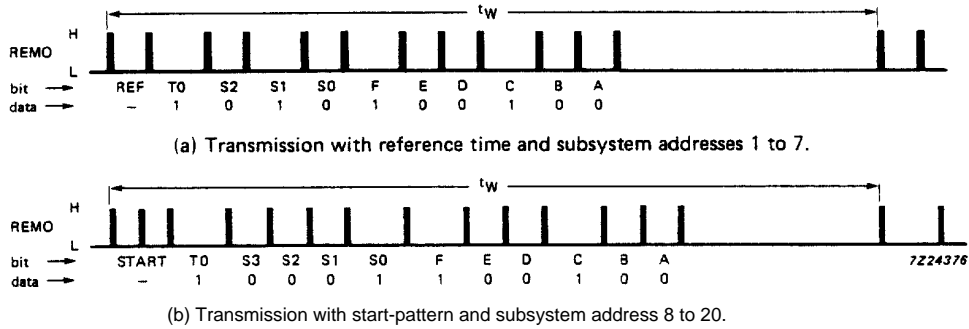 tW
H
REMO
L
bit → REF T0 S2 S1 S0 F E D C B A
data → – 1 0 1 0 1 0 0 1 0 0
(a) Transmission with reference time and subsystem addresses 1 to 7.
tW
H
REMO
L
bit → START T0 S3 S2 S1 S0 F E D C B A 7Z24376
data → – 1 0 0 0 1 1 0 0 1 0 0
(b) Transmission with start-pattern and subsystem address 8 to 20.